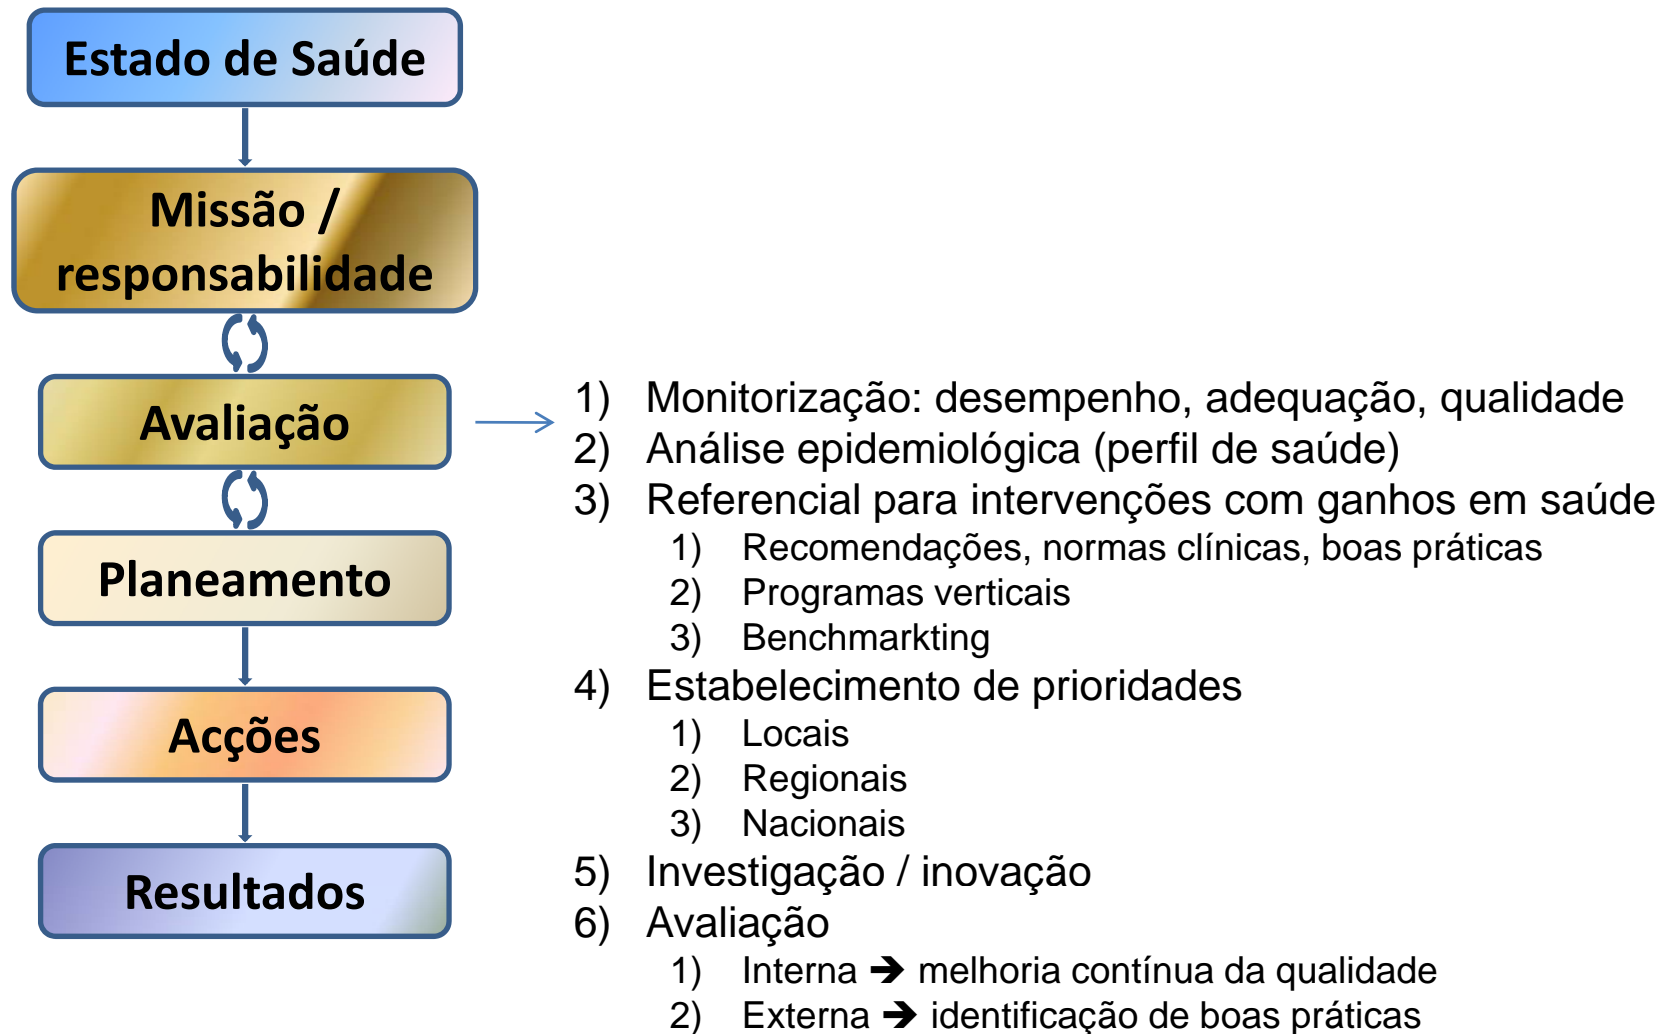 Estado de Saúde
Missão /
responsabilidade
Avaliação
Planeamento
Acções
Resultados
1) Monitorização: desempenho, adequação, qualidade
2) Análise epidemiológica (perfil de saúde)
3) Referencial para intervenções com ganhos em saúde
1) Recomendações, normas clínicas, boas práticas
2) Programas verticais
3) Benchmarkting
4) Estabelecimento de prioridades
1) Locais
2) Regionais
3) Nacionais
5) Investigação / inovação
6) Avaliação
1) Interna ➔ melhoria contínua da qualidade
2) Externa ➔ identificação de boas práticas